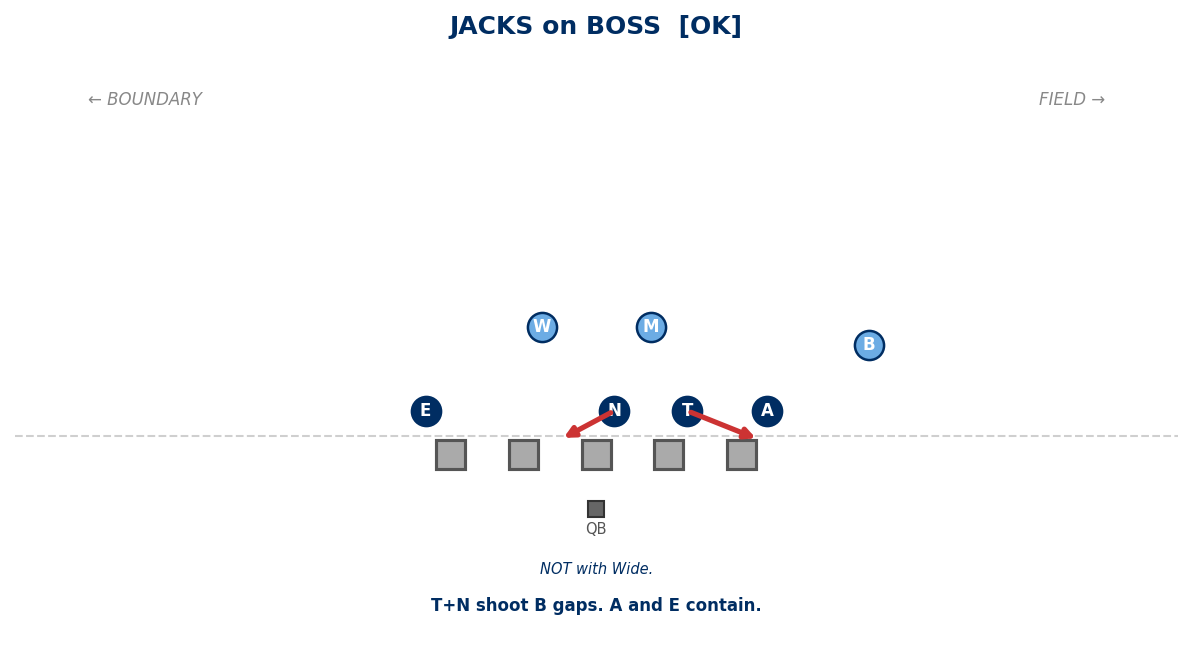 JACKS on BOSS [OK]
← BOUNDARY
FIELD →
W
M
B
E
N
T
A
QB
NOT with Wide.
T+N shoot B gaps. A and E contain.